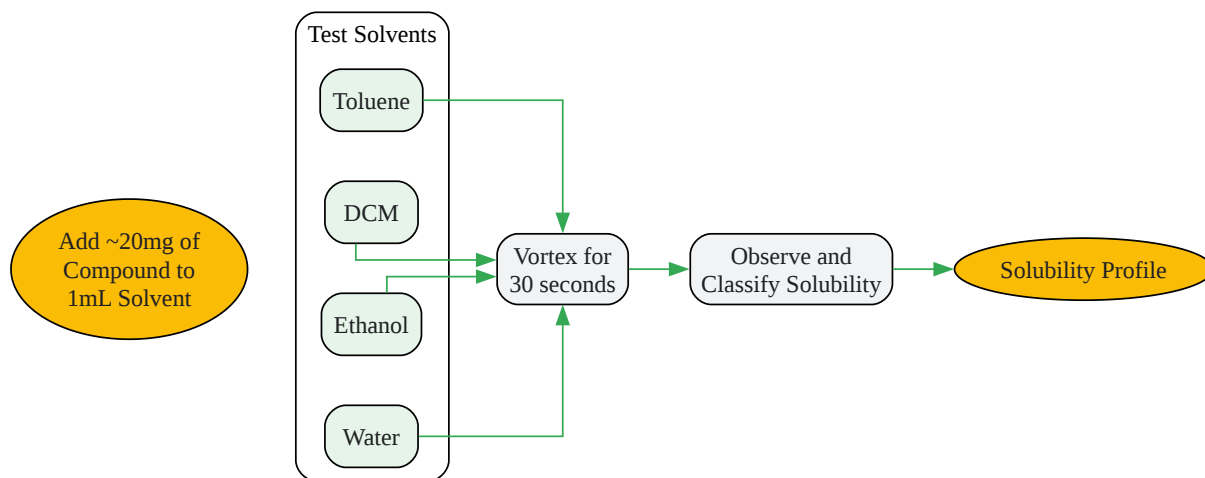 Test Solvents
Toluene
DCM
Ethanol
Water
Add ~20mg of
Compound to
1mL Solvent
Vortex for
30 seconds
Observe and
Classify Solubility
Solubility Profile